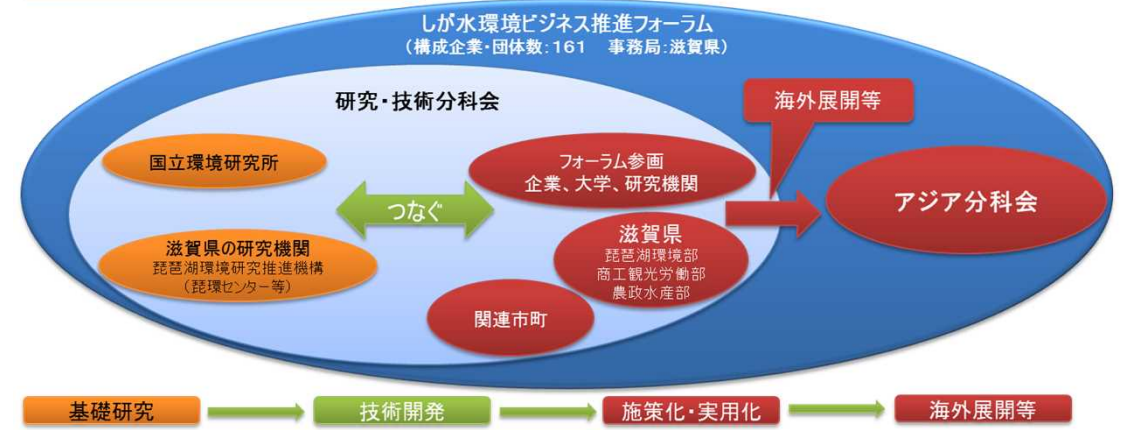 しが水環境ビジネス推進フォーラム
(構成企業・団体数:161　事務局:滋賀県)
研究・技術分科会
海外展開等
国立環境研究所
フォーラム参画
企業、大学、研究機関
つなぐ
アジア分科会
滋賀県の研究機関
琵琶湖環境研究推進機構
(琵環センター等)
滋賀県
琵琶湖環境部
商工観光労働部
農政水産部
関連市町
基礎研究
技術開発
施策化・実用化
海外展開等